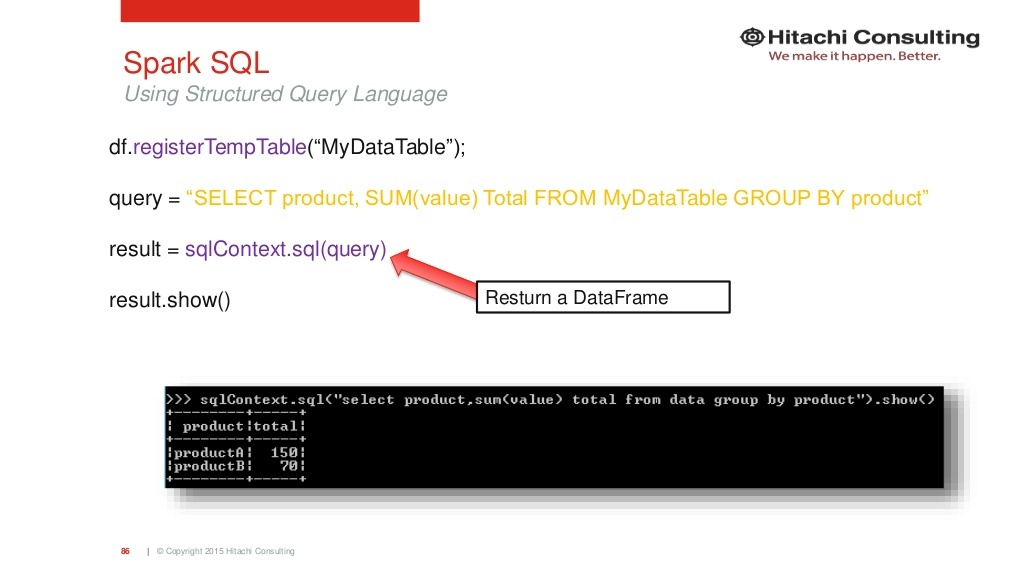 Hitachi Consulting
We make it happen. Better.
Spark SQL
Using Structured Query Language
df.registerTempTable(“MyDataTable”);
query = “SELECT product, SUM(value) Total FROM MyDataTable GROUP BY product”
result = sqlContext.sql(query)
Resturn a DataFrame
result.show()
>>> sqlContext.sql("select product,sum(value) total from data group by product").show()
+--------+-----+
¦ product¦total¦
+--------+-----+
¦productA¦  150¦
¦productB¦   70¦
+--------+-----+
86 | © Copyright 2015 Hitachi Consulting